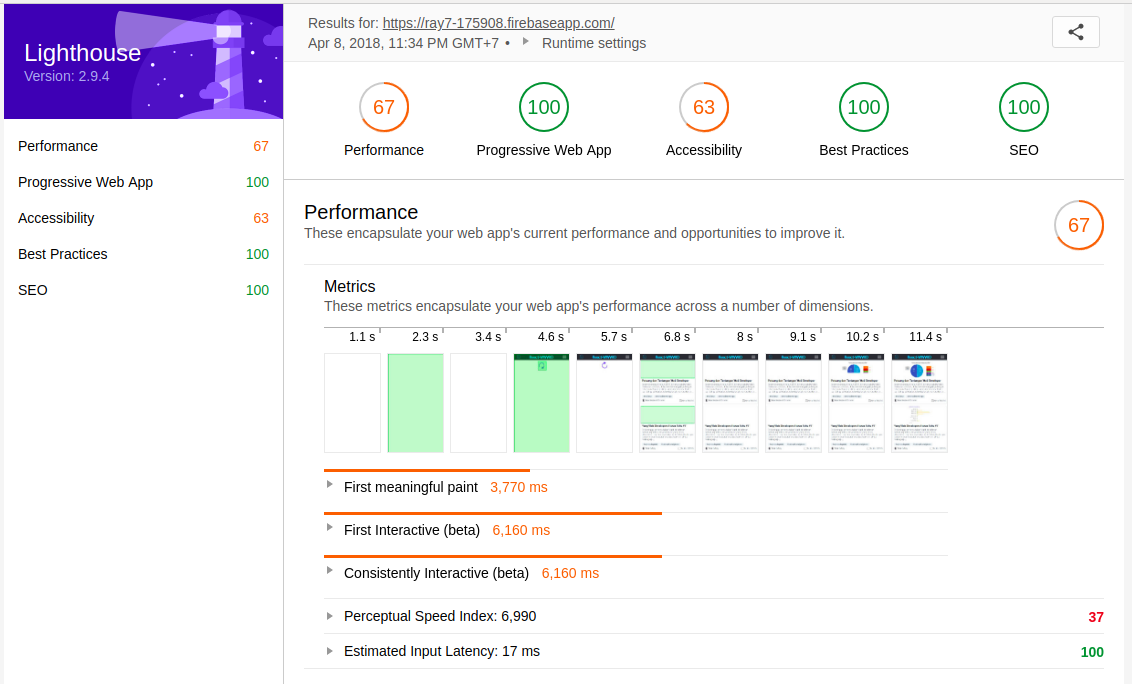 Lighthouse
Version: 2.9.4
Performance 67
Progressive Web App 100
Accessibility 63
Best Practices 100
SEO 100
Results for: https://ray7-175908.firebaseapp.com/
Apr 8, 2018, 11:34 PM GMT+7 • Runtime settings
67 100 63 100 100
Performance Progressive Web App Accessibility Best Practices SEO
Performance
These encapsulate your web app's current performance and opportunities to improve it.
67
Metrics
These metrics encapsulate your web app's performance across a number of dimensions.
1.1 s 2.3 s 3.4 s 4.6 s 5.7 s 6.8 s 8 s 9.1 s 10.2 s 11.4 s
First meaningful paint 3,770 ms
First Interactive (beta) 6,160 ms
Consistently Interactive (beta) 6,160 ms
Perceptual Speed Index: 6,990 37
Estimated Input Latency: 17 ms 100